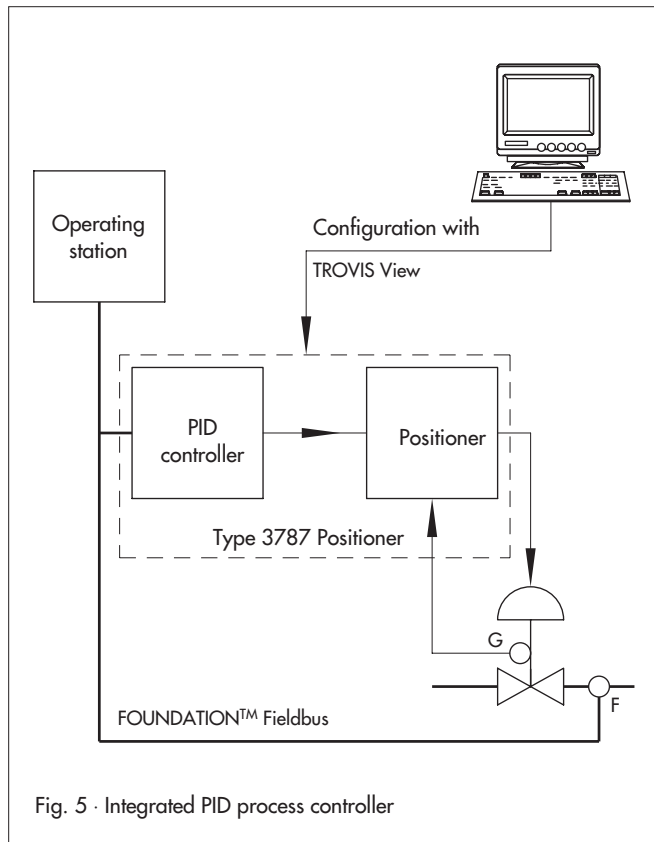 Operating
station
Configuration with
TROVIS View
PID
controller
Positioner
Type 3787 Positioner
G
F
FOUNDATION™ Fieldbus
Fig. 5 · Integrated PID process controller